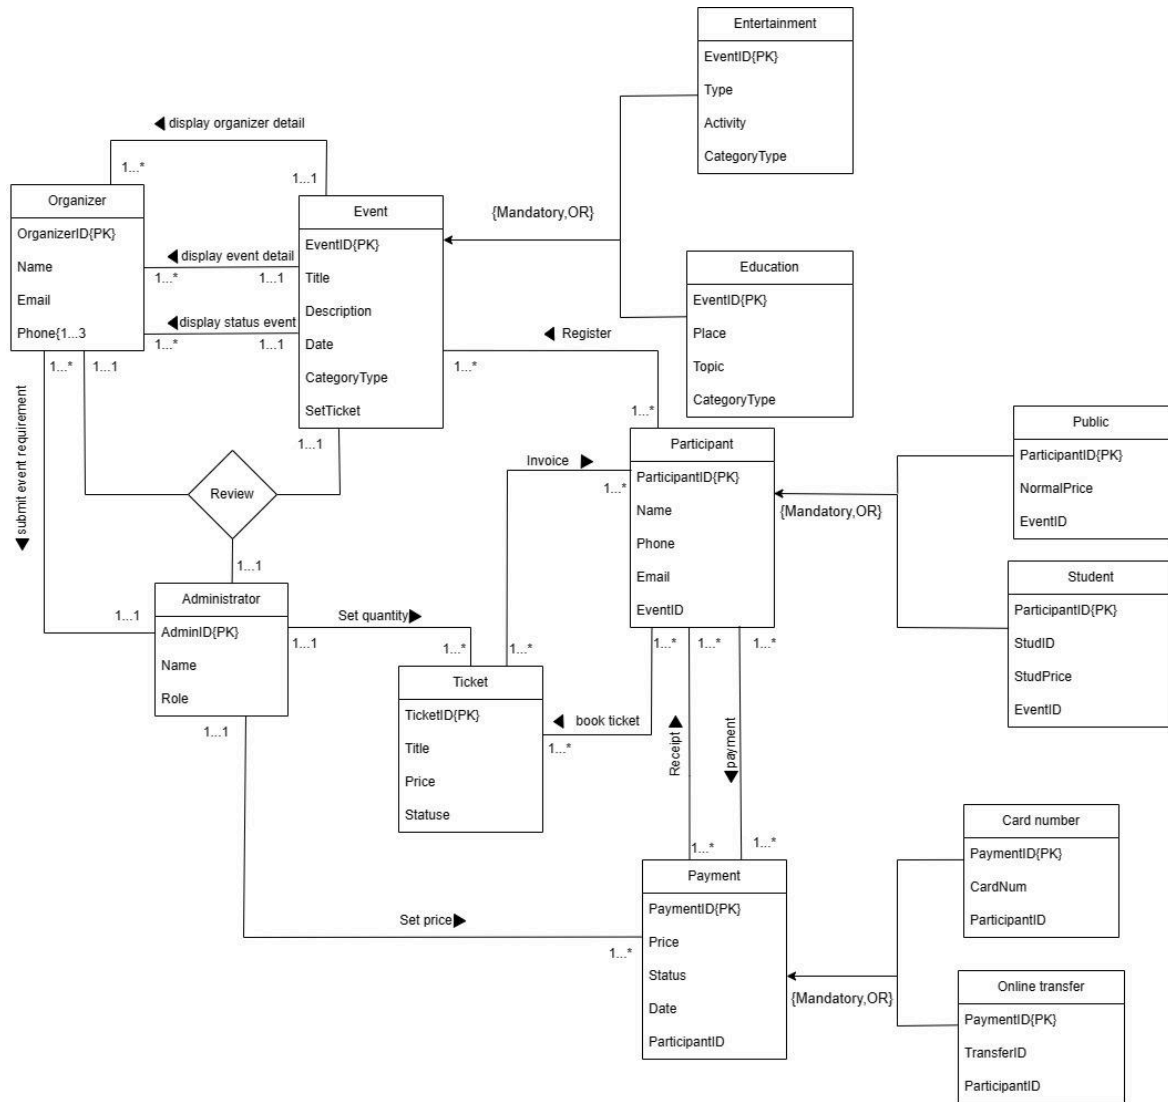 Entertainment
EventID{PK}
Type
Activity
CategoryType
display organizer detail
1...*
1...1
Organizer
OrganizerID{PK}
Name
Email
Phone{1...3
Event
EventID{PK}
Title
Description
Date
CategoryType
SetTicket
{Mandatory,OR}
display event detail
1...*
1...1
display status event
1...*
1...1
Education
EventID{PK}
Place
Topic
CategoryType
Register
1...*
1...*
1...*
1...1
1...1
submit event requirement
Review
1...1
1...1
Participant
ParticipantID{PK}
Name
Phone
Email
EventID
Invoice
1...*
1...*
{Mandatory,OR}
Public
ParticipantID{PK}
NormalPrice
EventID
Student
ParticipantID{PK}
StudID
StudPrice
EventID
Administrator
AdminID{PK}
Name
Role
Set quantity
1...1
1...*
Ticket
TicketID{PK}
Title
Price
Statuse
book ticket
1...*
1...*
1...*
1...*
Receipt
payment
1...*
1...*
1...1
Set price
1...*
Payment
PaymentID{PK}
Price
Status
Date
ParticipantID
{Mandatory,OR}
Card number
PaymentID{PK}
CardNum
ParticipantID
Online transfer
PaymentID{PK}
TransferID
ParticipantID